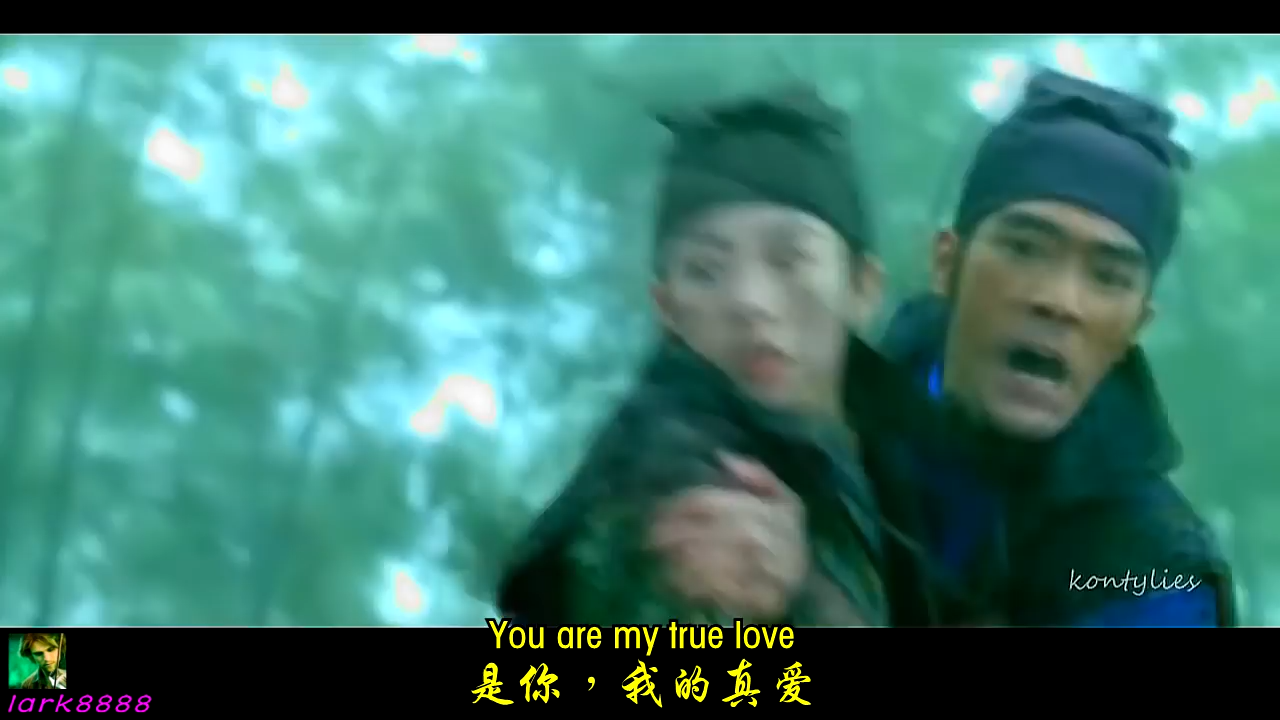 kontylies
You are my true love
是你，我的真爱
lark8888